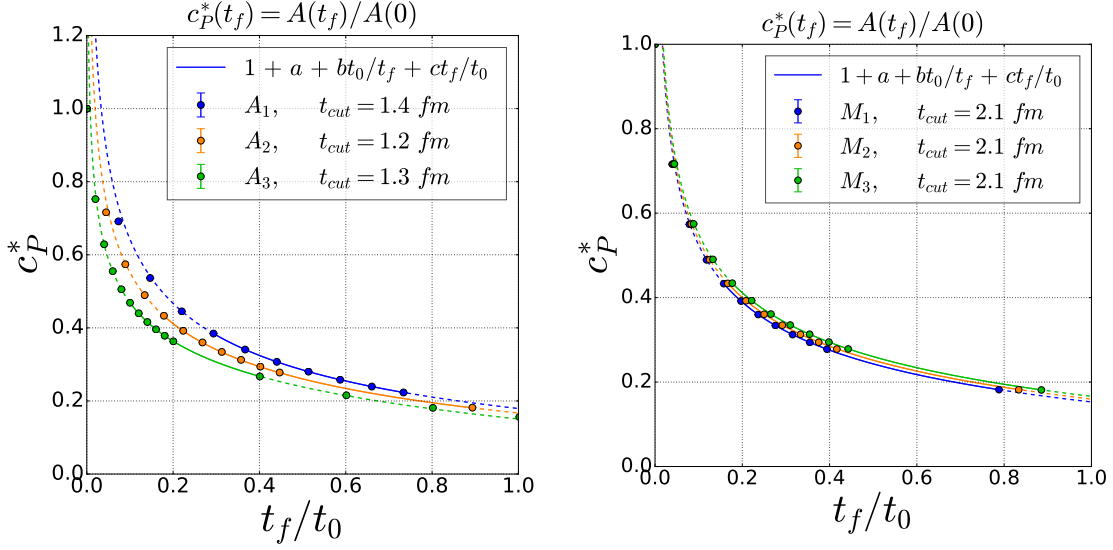 c*_P(t_f) = A(t_f)/A(0)
1.2
1.0
0.8
0.6
0.4
0.2
0.0
c*_P
1 + a + bt_0/t_f + ct_f/t_0
A_1, t_cut = 1.4 fm
A_2, t_cut = 1.2 fm
A_3, t_cut = 1.3 fm
0.0 0.2 0.4 0.6 0.8 1.0
t_f/t_0
c*_P(t_f) = A(t_f)/A(0)
1.0
0.8
0.6
0.4
0.2
0.0
c*_P
1 + a + bt_0/t_f + ct_f/t_0
M_1, t_cut = 2.1 fm
M_2, t_cut = 2.1 fm
M_3, t_cut = 2.1 fm
0.0 0.2 0.4 0.6 0.8 1.0
t_f/t_0